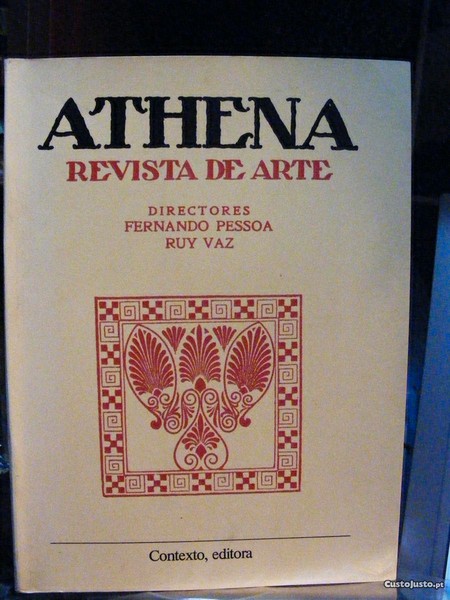 ATHENA
REVISTA DE ARTE
DIRECTORES
FERNANDO PESSOA
RUY VAZ
Contexto, editora
CustoJusto.pt